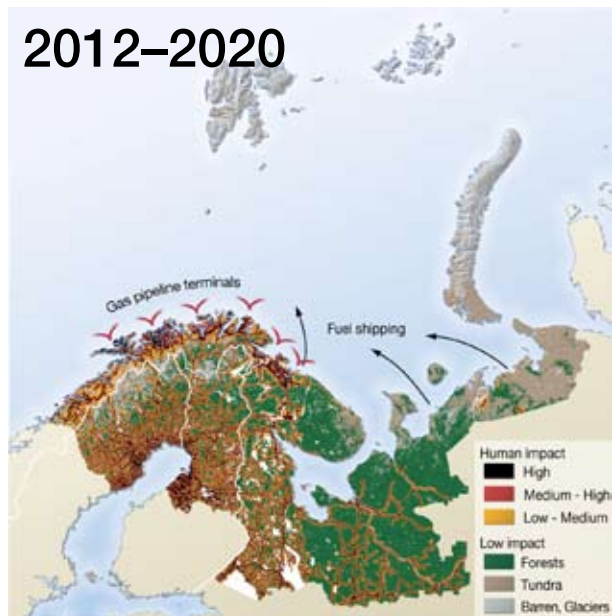 2012–2020
Gas pipeline terminals
Fuel shipping
Human impact
High
Medium - High
Low - Medium
Low impact
Forests
Tundra
Barren, Glaciers